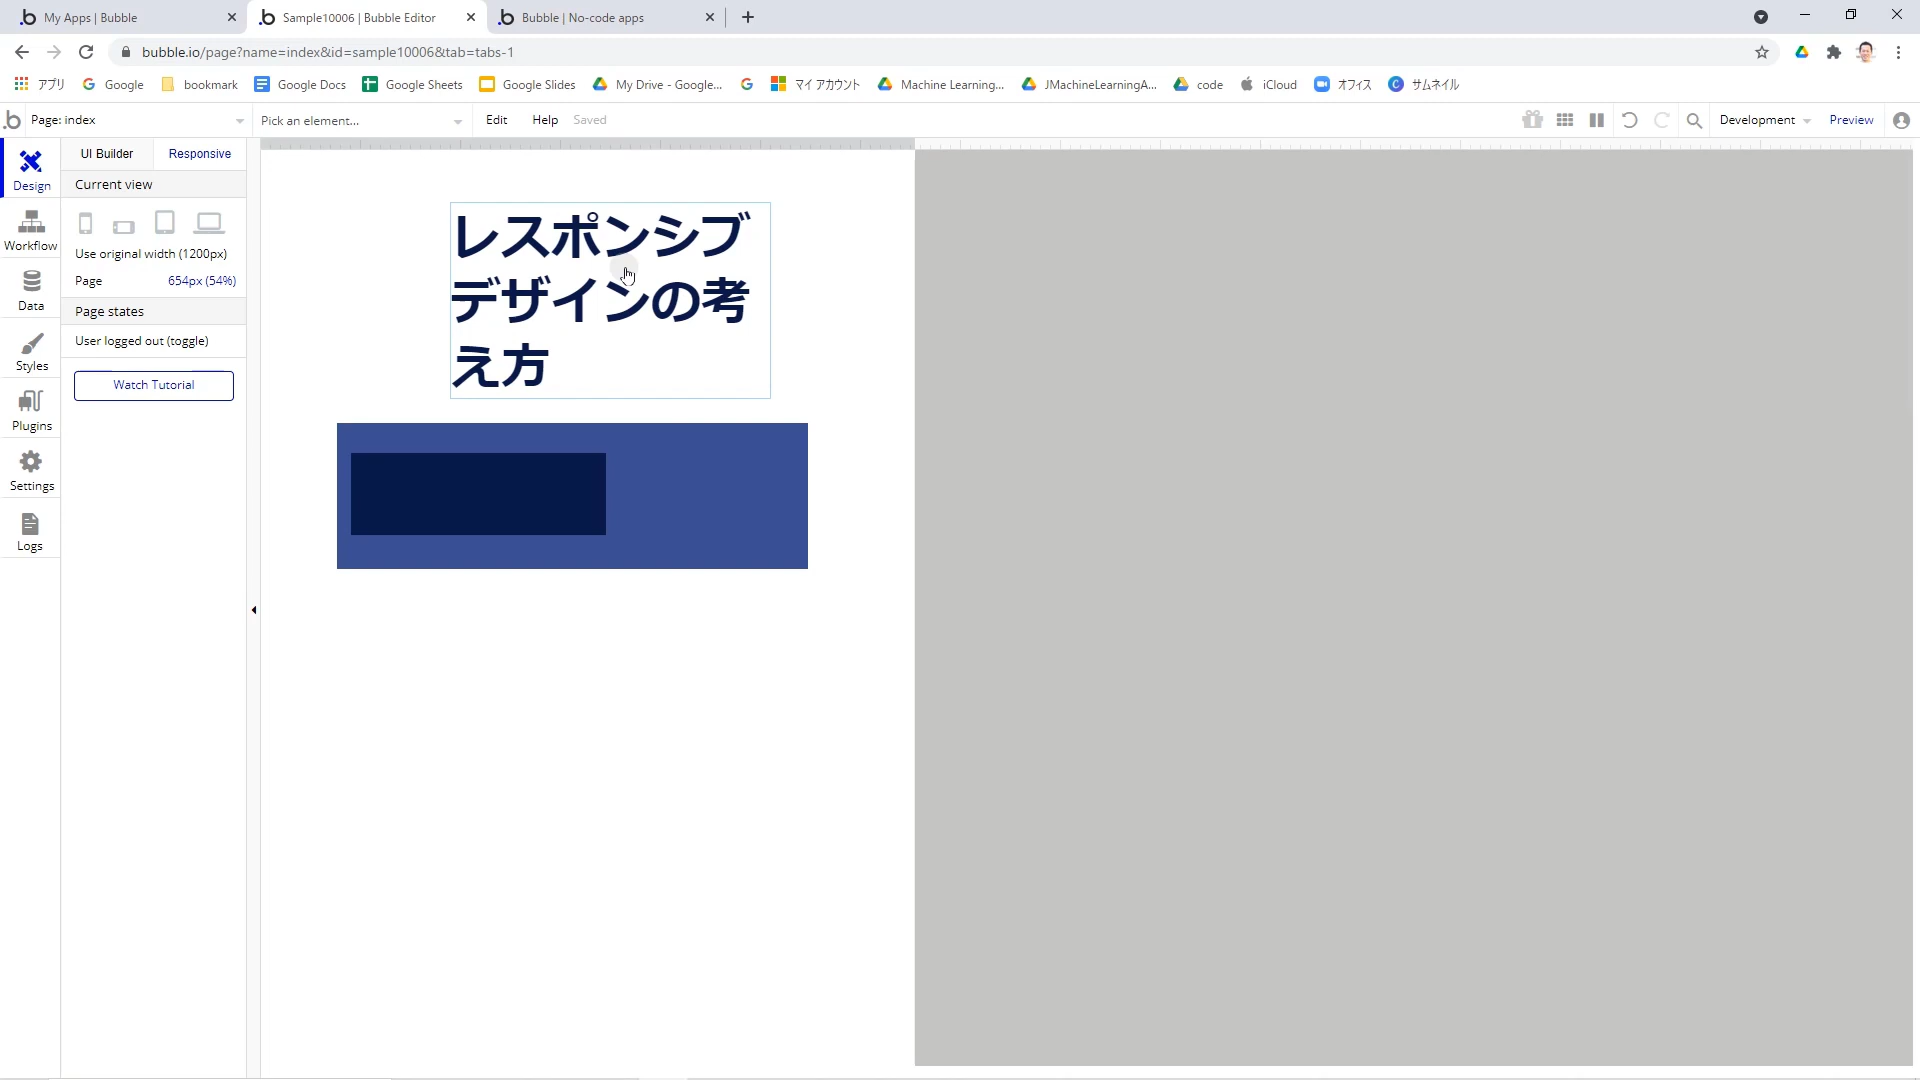 My Apps | Bubble
Sample10006 | Bubble Editor
Bubble | No-code apps
bubble.io/page?name=index&id=sample10006&tab=tabs-1
アプリ
Google
bookmark
Google Docs
Google Sheets
Google Slides
My Drive - Google...
マイ アカウント
Machine Learning...
JMachineLearningA...
code
iCloud
オフィス
サムネイル
Page: index
Pick an element...
Edit
Help
Saved
Development
Preview
Design
Workflow
Data
Styles
Plugins
Settings
Logs
UI Builder
Responsive
Current view
Use original width (1200px)
Page
654px (54%)
Page states
User logged out (toggle)
Watch Tutorial
レスポンシブ
デザインの考
え方